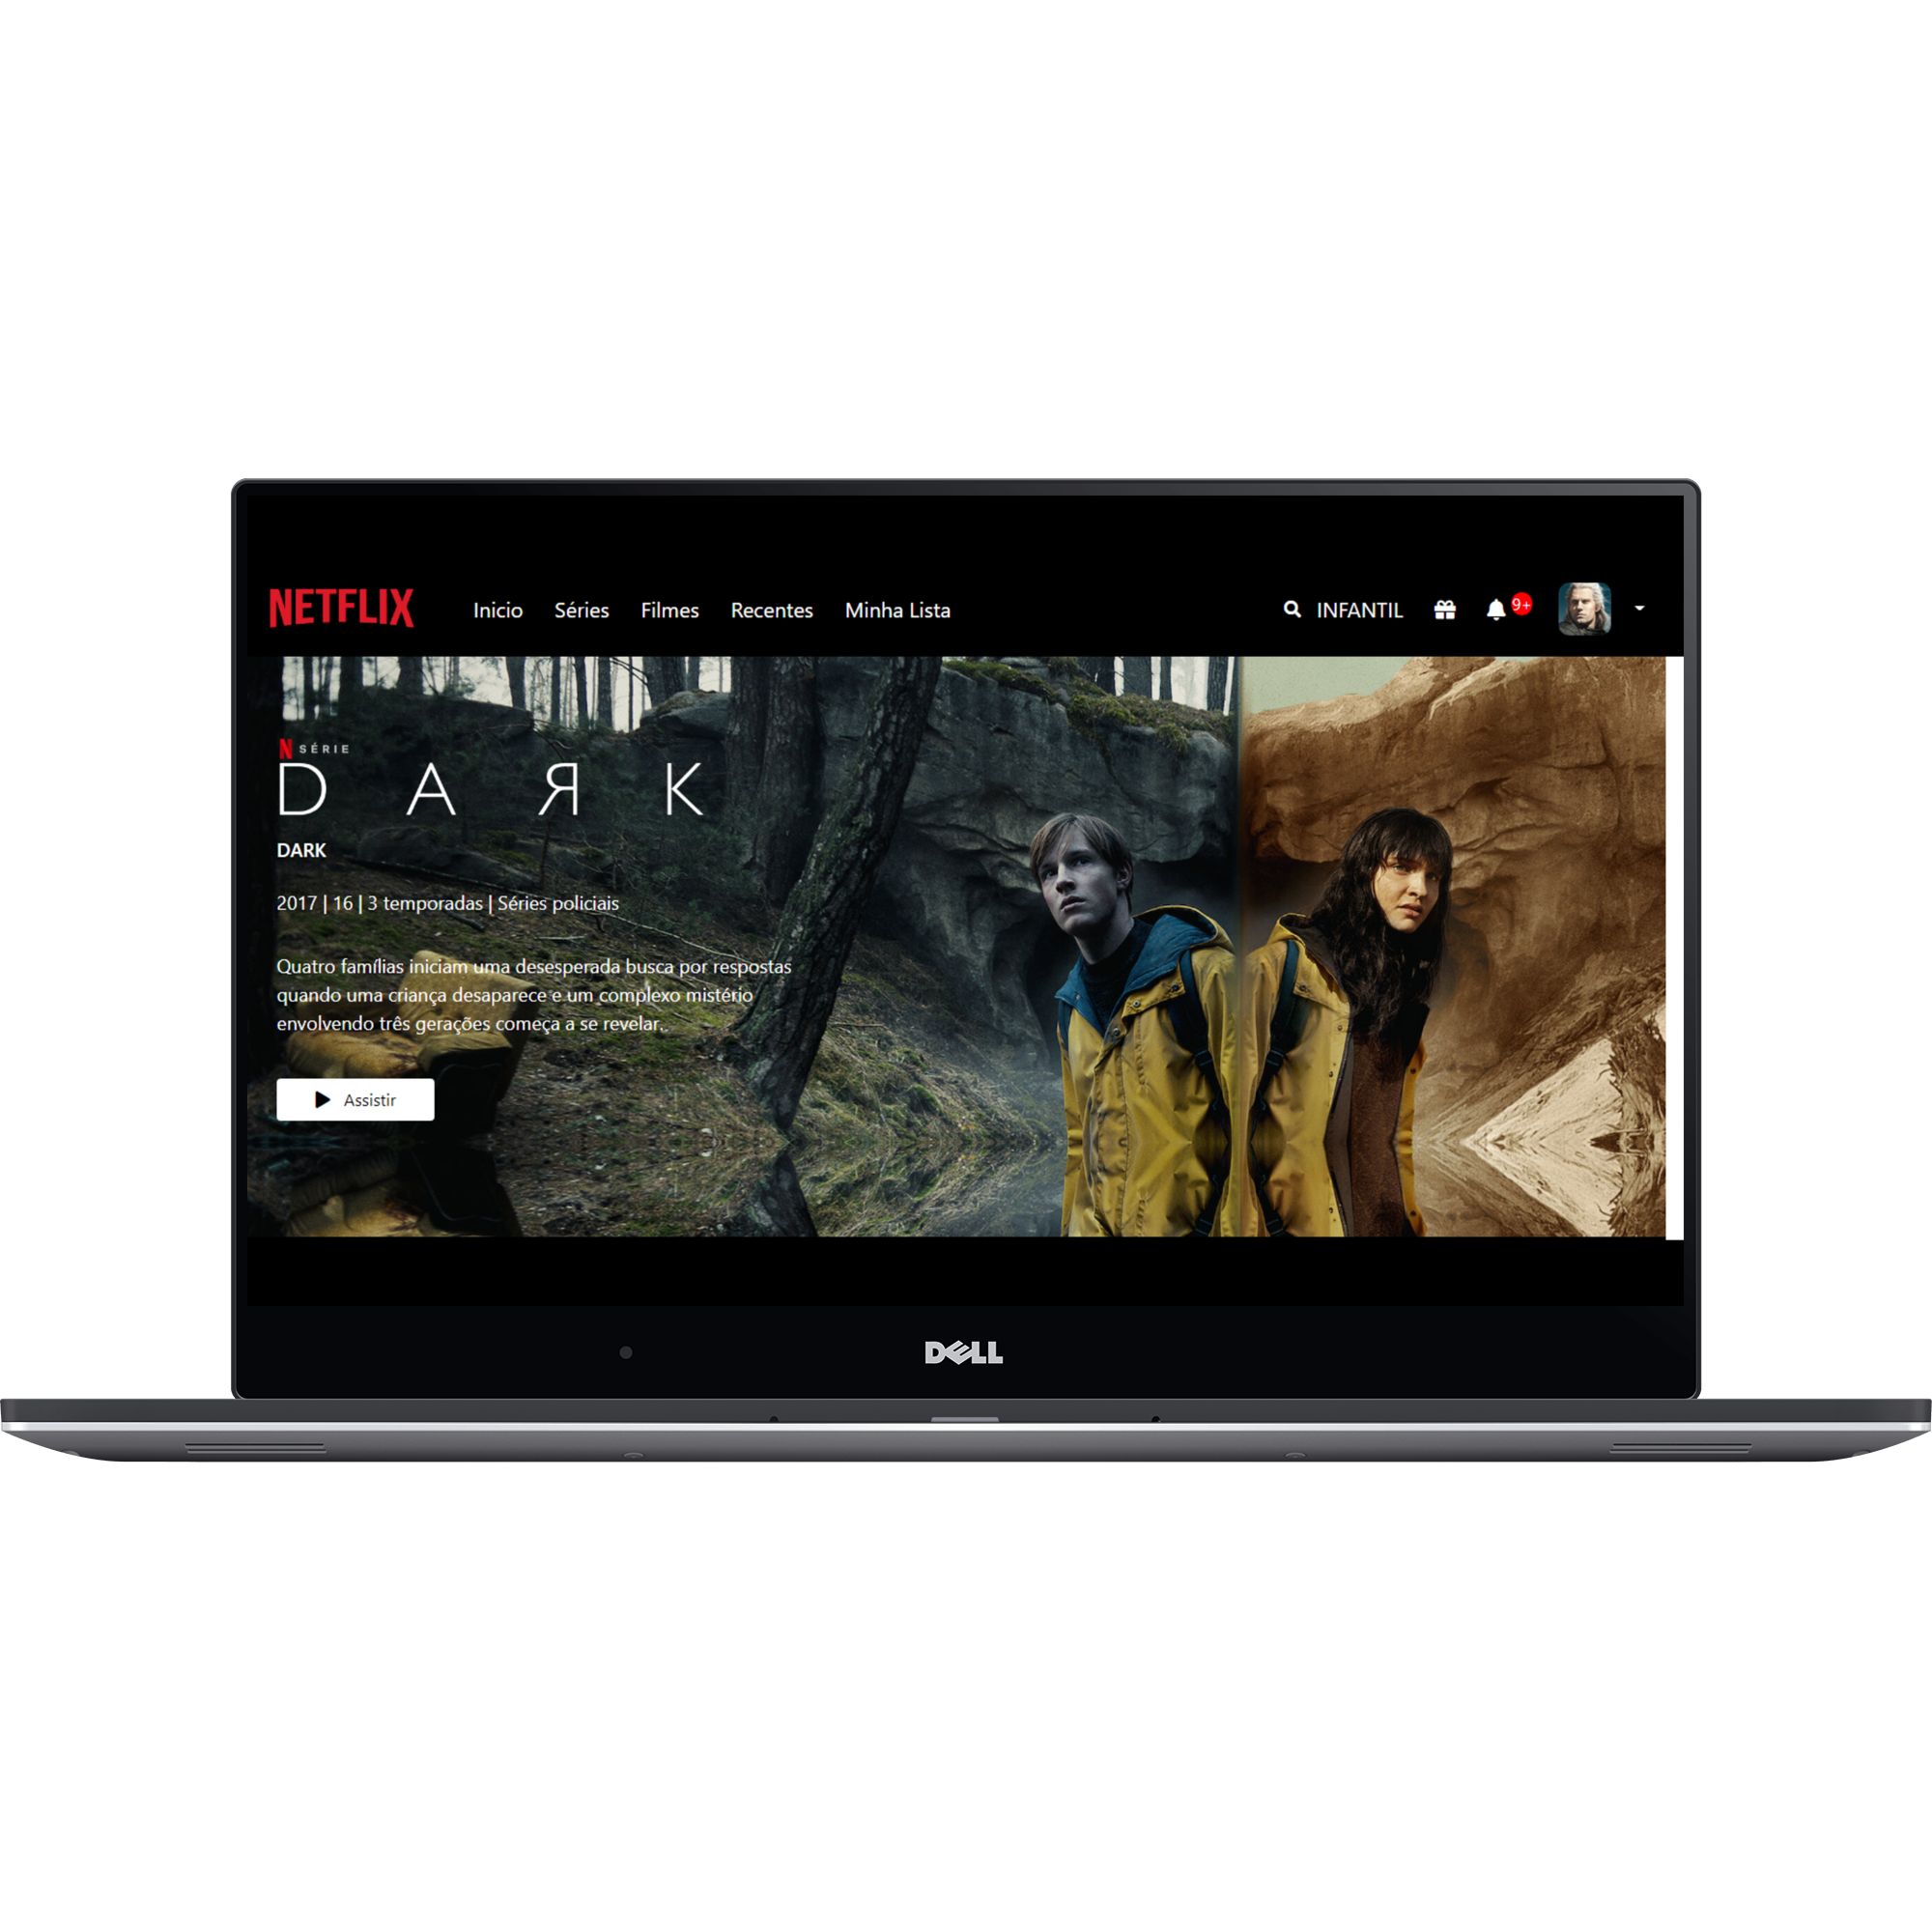 NETFLIX Inicio Séries Filmes Recentes Minha Lista INFANTIL 9+
N SÉRIE
DAЯK
DARK
2017 | 16 | 3 temporadas | Séries policiais
Quatro famílias iniciam uma desesperada busca por respostas
quando uma criança desaparece e um complexo mistério
envolvendo três gerações começa a se revelar.
Assistir
DELL